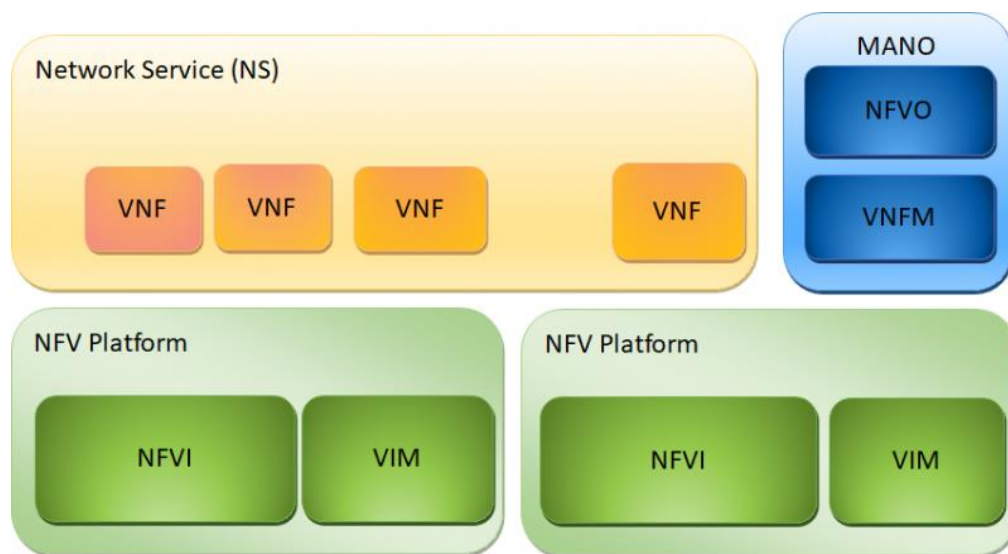 Network Service (NS)
VNF
VNF
VNF
VNF
MANO
NFVO
VNFM
NFV Platform
NFVI
VIM
NFV Platform
NFVI
VIM